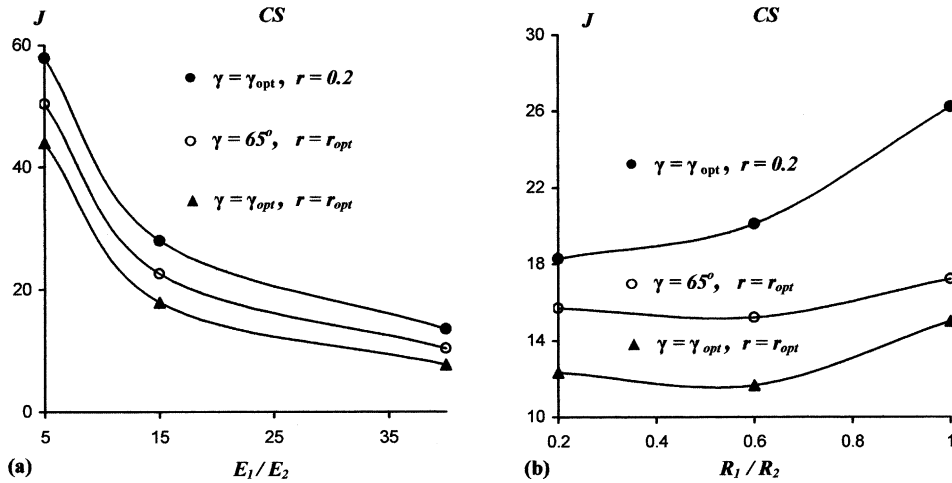 J
CS
60
40
20
0
5
15
25
35
γ = γopt , r = 0.2
γ = 65º, r = ropt
γ = γopt, r = ropt
(a)
E1 / E2
J
CS
30
26
22
18
14
10
0.2
0.4
0.6
0.8
1
γ = γopt, r = 0.2
γ = 65º, r = ropt
γ = γopt, r = ropt
(b)
R1 / R2